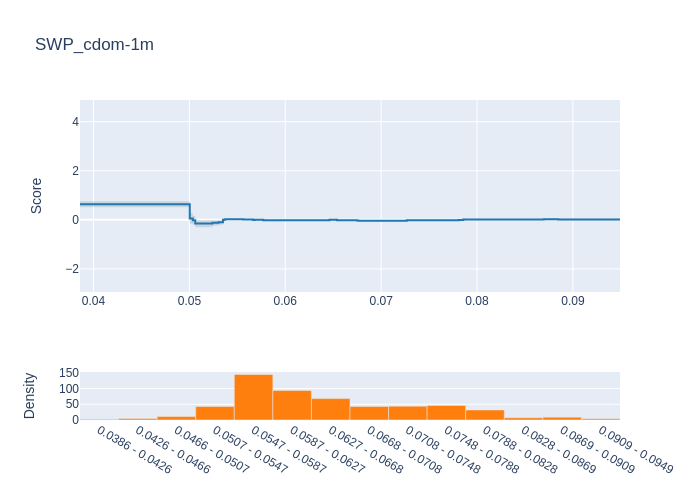 SWP_cdom-1m
4
2
0
−2
Score
0.04
0.05
0.06
0.07
0.08
0.09
150
100
50
0
Density
0.0386 - 0.0426
0.0426 - 0.0466
0.0466 - 0.0507
0.0507 - 0.0547
0.0547 - 0.0587
0.0587 - 0.0627
0.0627 - 0.0668
0.0668 - 0.0708
0.0708 - 0.0748
0.0748 - 0.0788
0.0788 - 0.0828
0.0828 - 0.0869
0.0869 - 0.0909
0.0909 - 0.0949